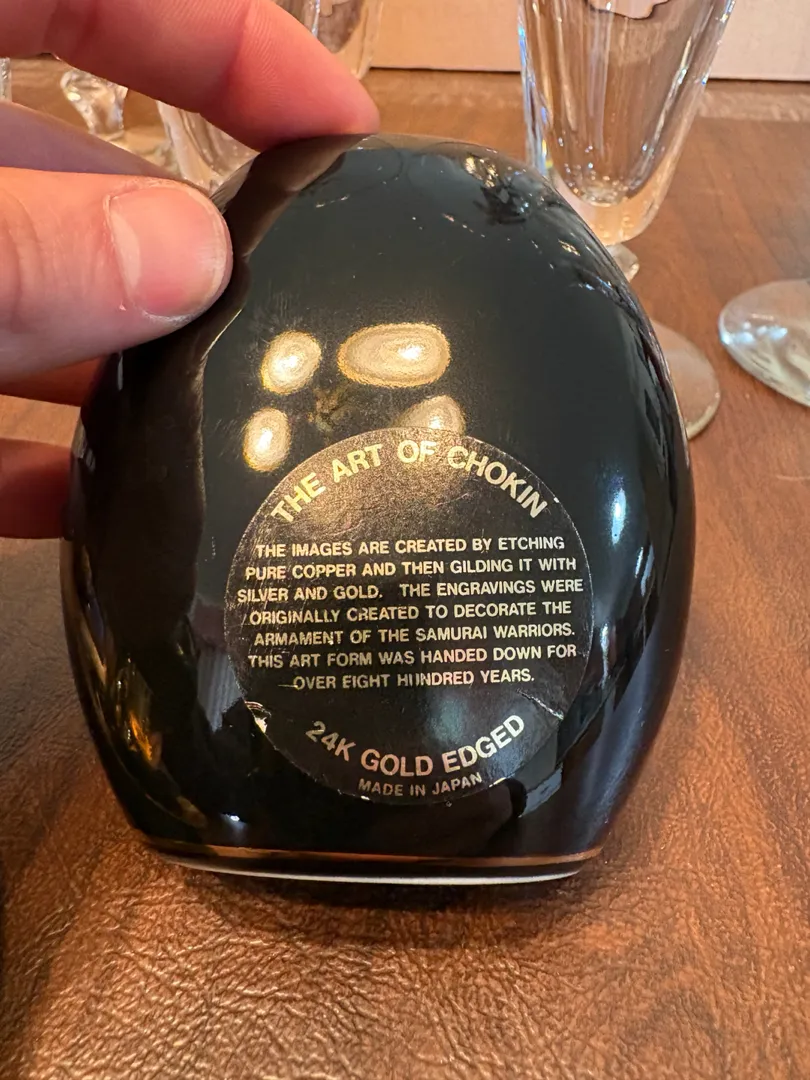 THE ART OF CHOKIN
THE IMAGES ARE CREATED BY ETCHING
PURE COPPER AND THEN GILDING IT WITH
SILVER AND GOLD. THE ENGRAVINGS WERE
ORIGINALLY CREATED TO DECORATE THE
ARMAMENT OF THE SAMURAI WARRIORS.
THIS ART FORM WAS HANDED DOWN FOR
OVER EIGHT HUNDRED YEARS.
24K GOLD EDGED
MADE IN JAPAN